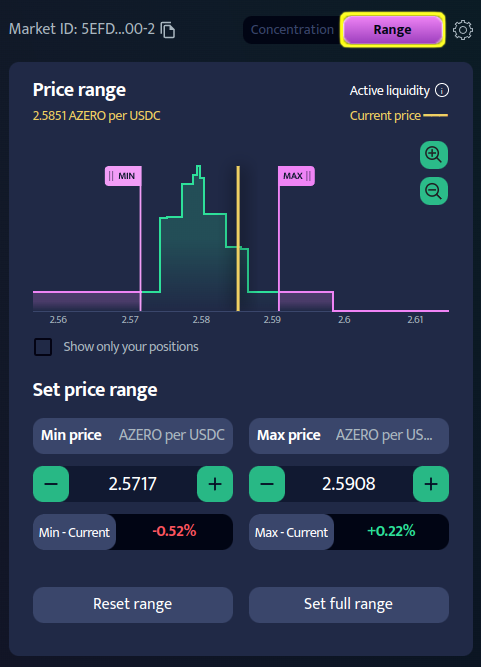 Market ID: 5EFD...00-2
Concentration Range
Price range
Active liquidity
2.5851 AZERO per USDC
Current price
MIN MAX
2.56 2.57 2.58 2.59 2.6 2.61
Show only your positions
Set price range
Min price AZERO per USDC
Max price AZERO per US...
2.5717
2.5908
Min - Current -0.52%
Max - Current +0.22%
Reset range
Set full range